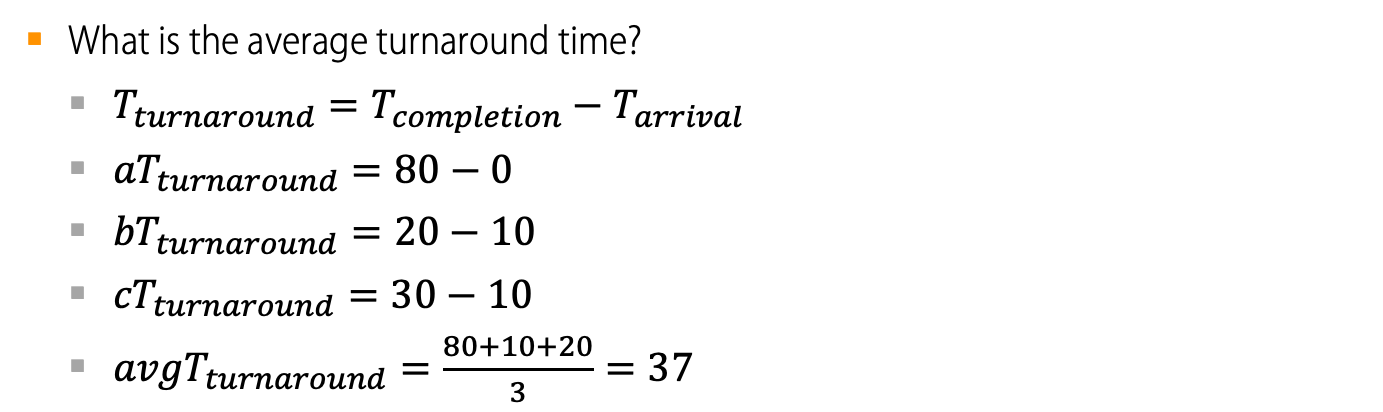 What is the average turnaround time?
T_turnaround = T_completion − T_arrival
aT_turnaround = 80 − 0
bT_turnaround = 20 − 10
cT_turnaround = 30 − 10
avgT_turnaround = 80+10+20/3 = 37